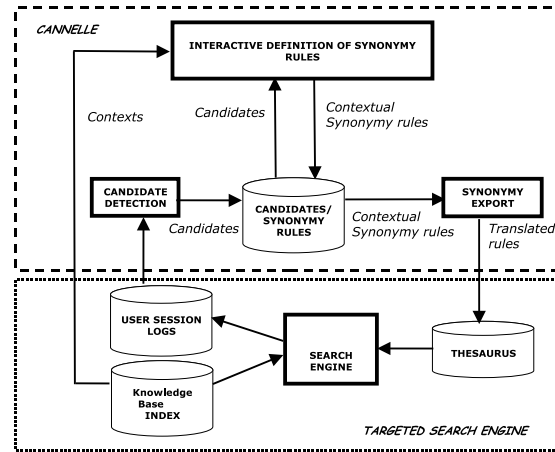 CANNELLE
INTERACTIVE DEFINITION OF SYNONYMY
RULES
Contexts
Candidates
Contextual
Synonymy rules
CANDIDATE
DETECTION
Candidates
CANDIDATES/
SYNONYMY
RULES
Contextual
Synonymy rules
SYNONYMY
EXPORT
Translated
rules
USER SESSION
LOGS
SEARCH
ENGINE
THESAURUS
Knowledge
Base
INDEX
TARGETED SEARCH ENGINE